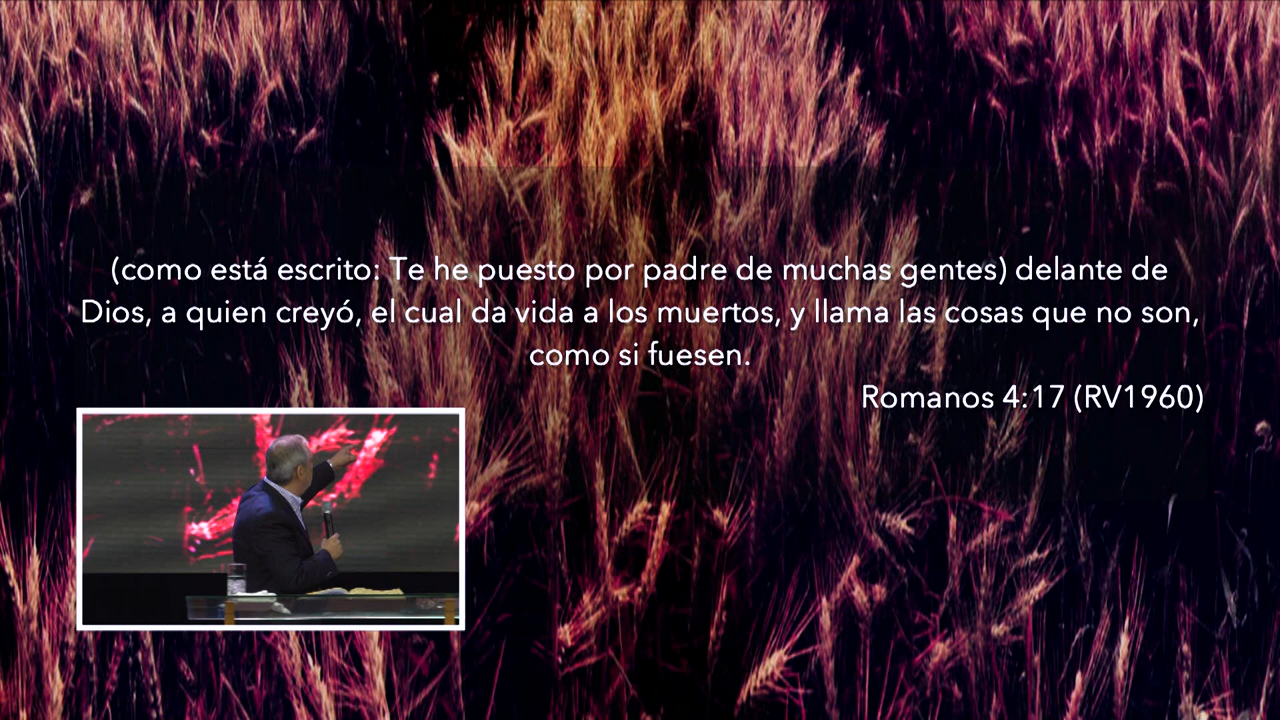 (como está escrito: Te he puesto por padre de muchas gentes) delante de
Dios, a quien creyó, el cual da vida a los muertos, y llama las cosas que no son,
como si fuesen.
Romanos 4:17 (RV1960)